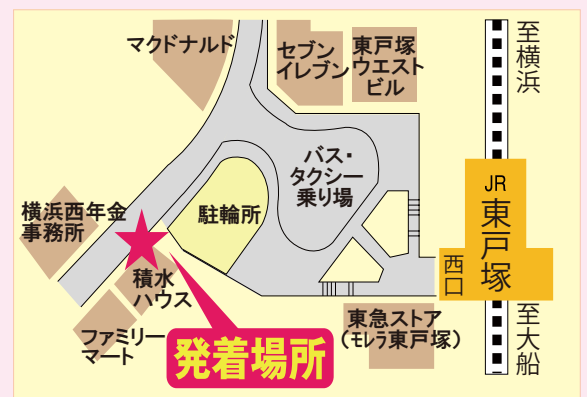 マクドナルド
セブン
イレブン
東戸塚
ウエスト
ビル
至横浜
バス・
タクシー
乗り場
駐輪所
横浜西年金
事務所
JR
東戸塚
西口
積水
ハウス
ファミリー
マート
発着場所
東急ストア
(モレラ東戸塚)
至大船